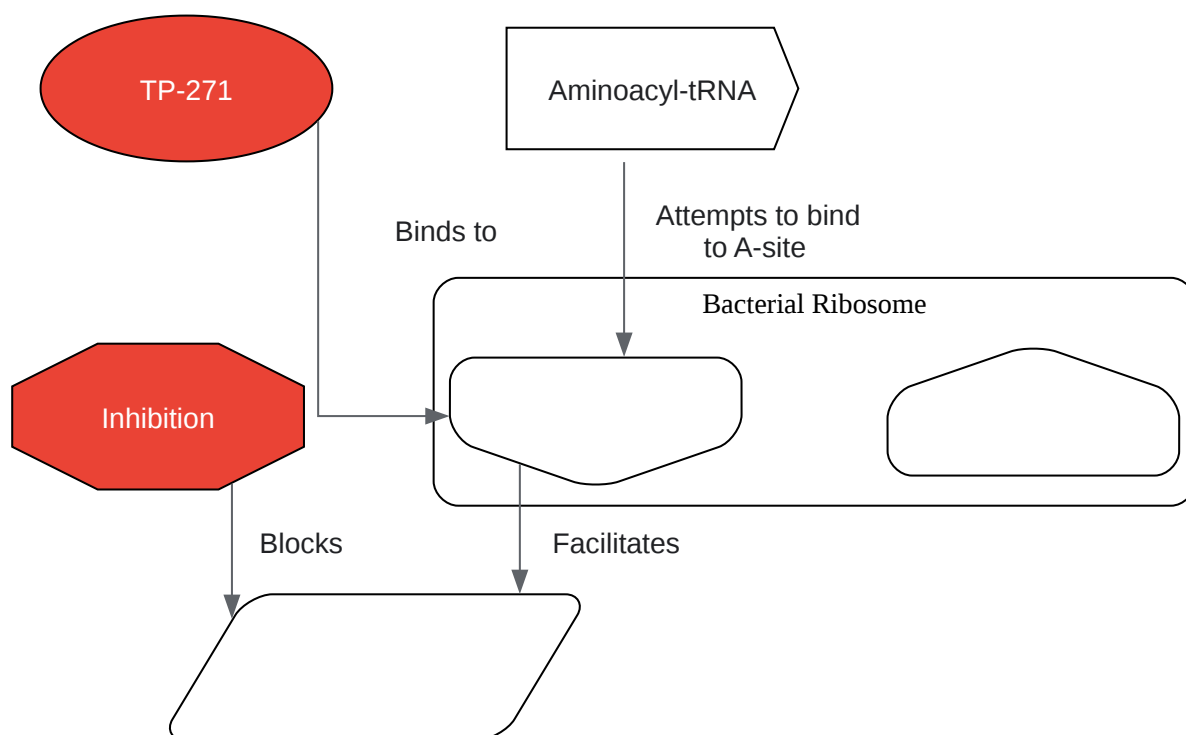 TP-271
Aminoacyl-tRNA
Binds to
Attempts to bind
to A-site
Bacterial Ribosome
Inhibition
Blocks
Facilitates